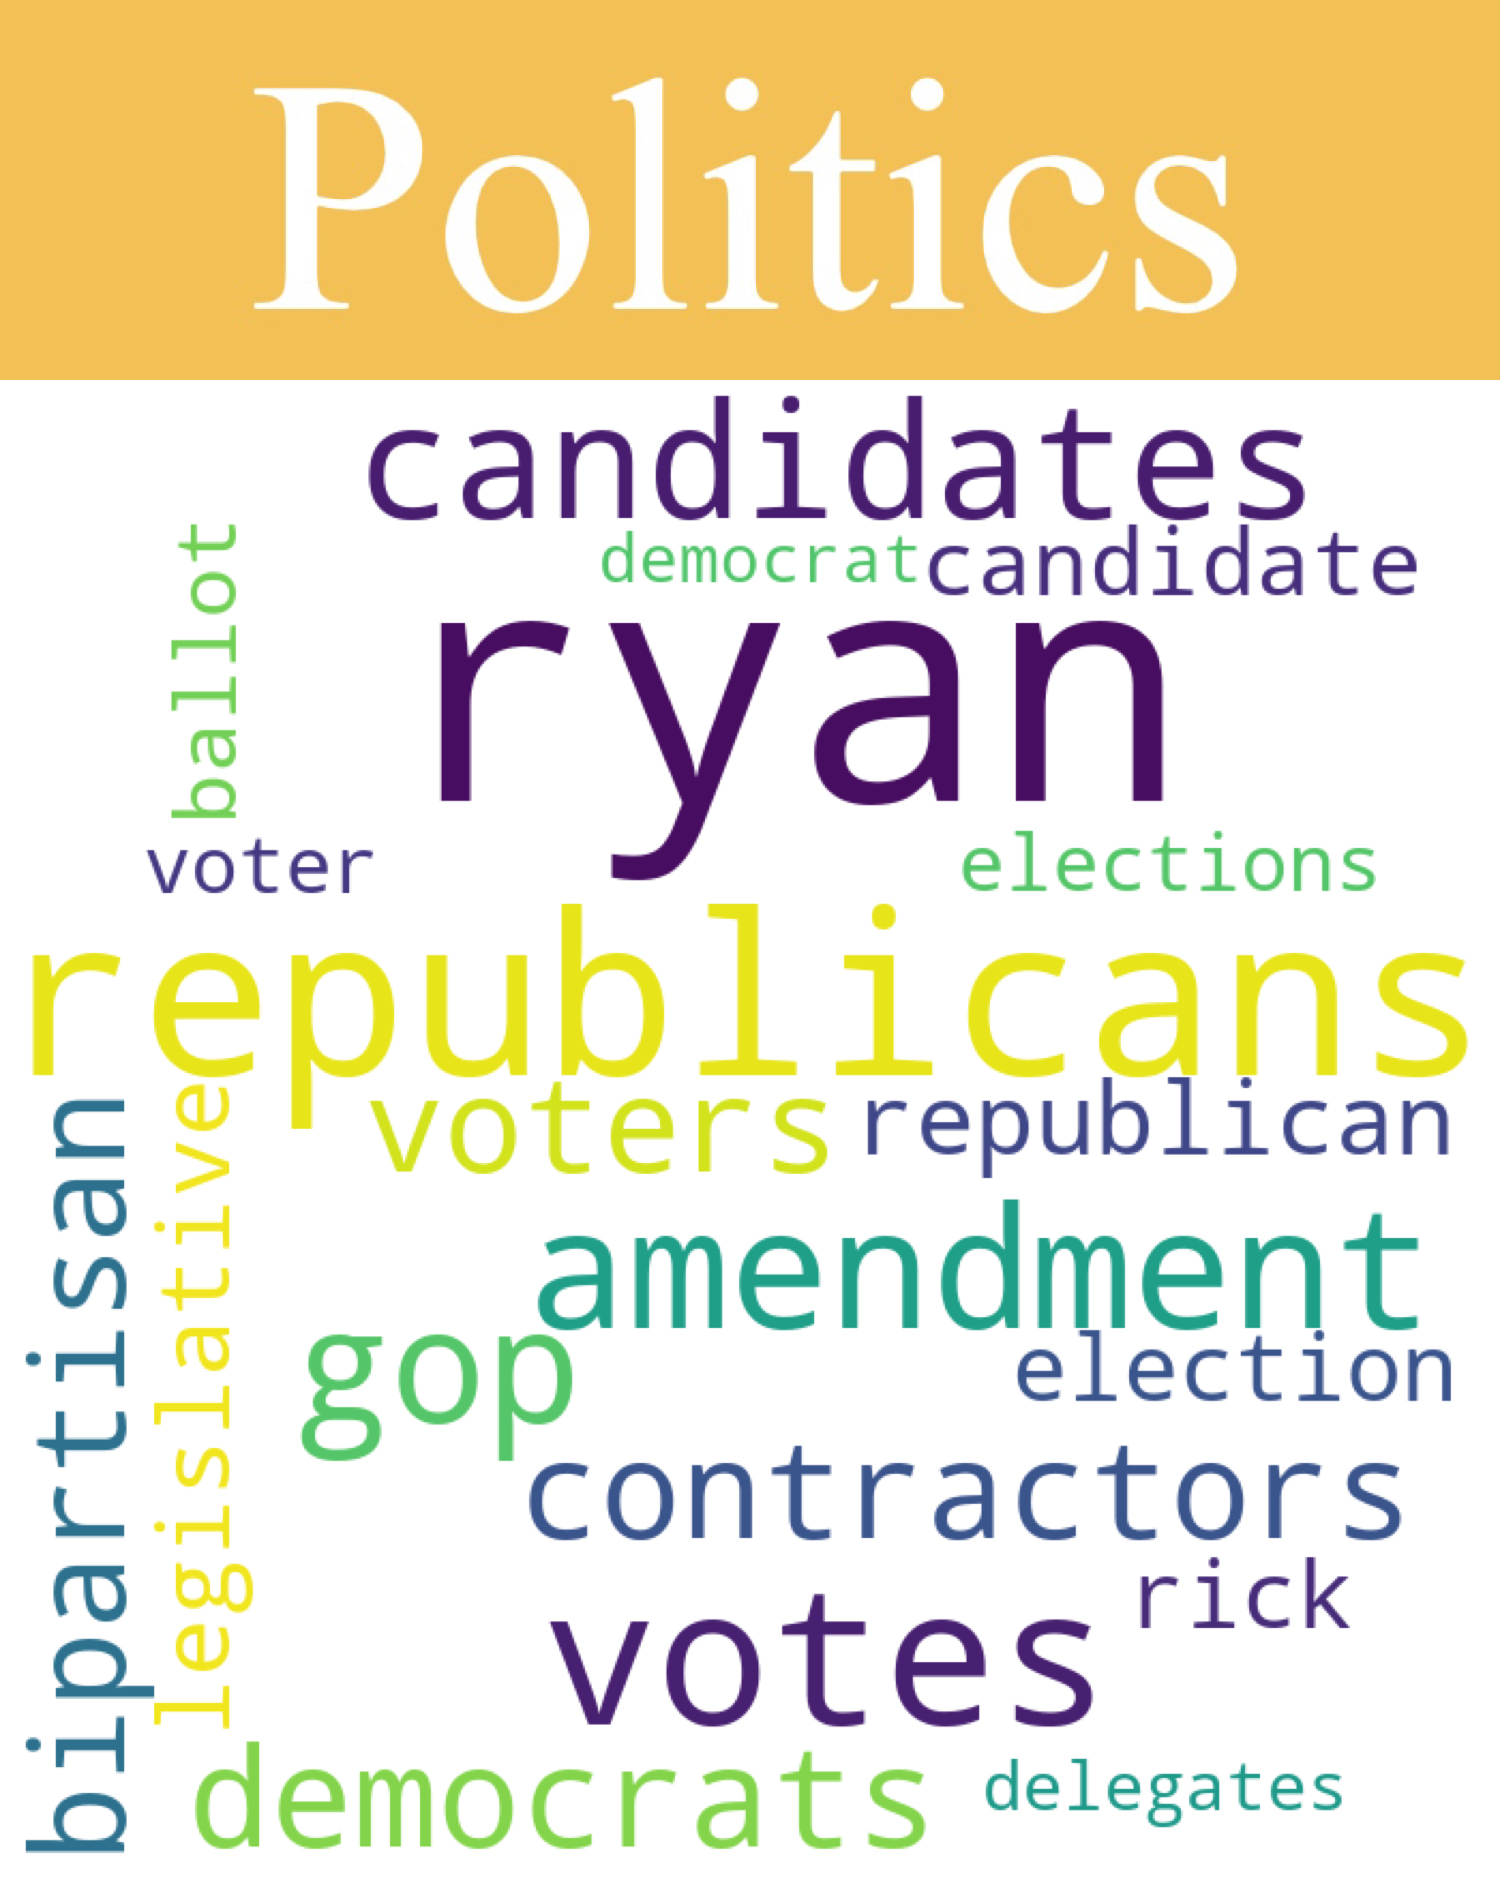 Politics
candidates
democrat candidate
ballot
ryan
voter
elections
republicans
voters republican
bipartisan
legislative
amendment
gop
election
contractors
rick
votes
democrats
delegates